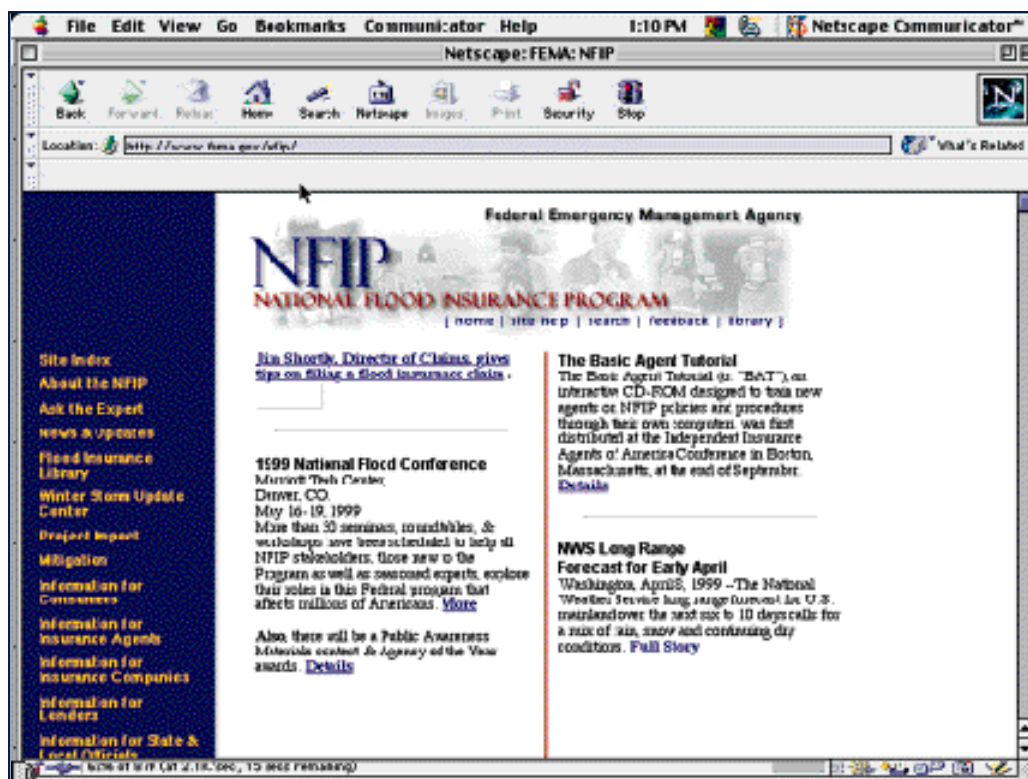 File Edit View Go Bookmarks Communicator Help 1:10 PM Netscape Communicator™
Netscape: FEMA: NFIP
Back Forward Reload Home Search Netscape Images Print Security Stop
Location: http://www.fema.gov/nfip/ What's Related
Federal Emergency Management Agency
NFIP
NATIONAL FLOOD INSURANCE PROGRAM
[ home | site help | search | feedback | library ]
Site Index
About the NFIP
Ask the Expert
News & Updates
Flood Insurance
Library
Winter Storm Update
Center
Project Impact
Mitigation
Information for
Consumers
Information for
Insurance Agents
Information for
Insurance Companies
Information for
Lenders
Information for State &
Local Officials
Jim Shortly, Director of Claims, gives
tips on filing a flood insurance claim.
1999 National Flood Conference
Marriott Tech Center,
Denver, CO.
May 16-19, 1999
More than 30 seminars, roundtables, &
workshops have been scheduled to help all
NFIP stakeholders, those new to the
Program as well as seasoned experts, explore
their roles in this Federal program that
affects millions of Americans. More
Also, there will be a Public Awareness
Materials contest & Agency of the Year
awards. Details
The Basic Agent Tutorial
The Basic Agent Tutorial (or "BAT"), an
interactive CD-ROM designed to train new
agents on NFIP policies and procedures
through their own computers, was first
distributed at the Independent Insurance
Agents of America Conference in Boston,
Massachusetts, at the end of September.
Details
NWS Long Range
Forecast for Early April
Washington, April 8, 1999 --The National
Weather Service long range forecast for U.S.
mainland over the next six to 10 days calls for
a mix of rain, snow and continuing dry
conditions. Full Story
secs remaining)